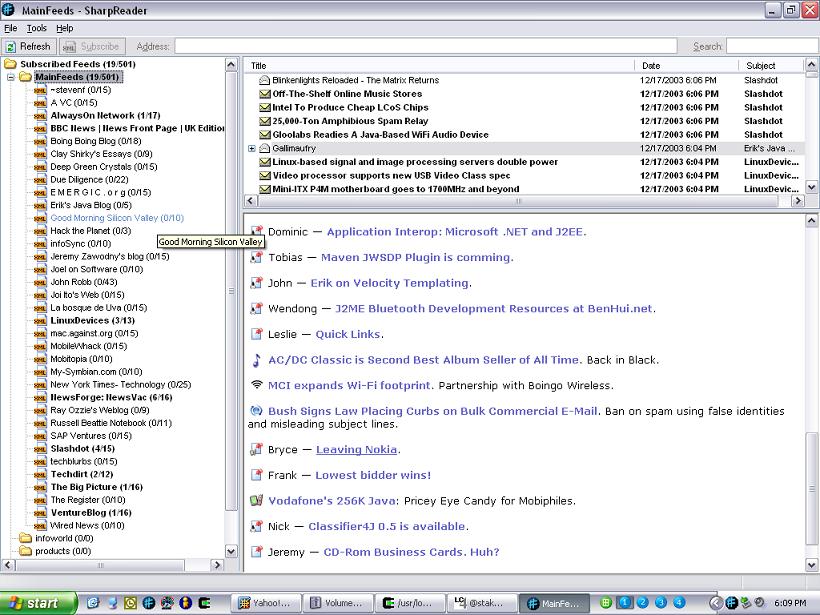 MainFeeds - SharpReader
File Tools Help
Refresh Subscribe Address: Search:
Subscribed Feeds (19/501)
MainFeeds (19/501)
~stevenf (0/15)
A VC (0/15)
AlwaysOn Network (1/17)
BBC News | News Front Page | UK Edition
Boing Boing Blog (0/18)
Clay Shirky's Essays (0/9)
Deep Green Crystals (0/15)
Due Diligence (0/22)
E M E R G I C . o r g (0/15)
Erik's Java Blog (0/5)
Good Morning Silicon Valley (0/10)
Hack the Planet (0/3)
Good Morning Silicon Valley
infoSync (0/10)
Jeremy Zawodny's blog (0/15)
Joel on Software (0/10)
John Robb (0/43)
Joi Ito's Web (0/15)
La bosque de Uva (0/15)
LinuxDevices (3/13)
mac.against.org (0/15)
MobileWhack (0/15)
Mobitopia (0/10)
My-Symbian.com (0/10)
New York Times- Technology (0/25)
NewsForge: NewsVac (6/16)
Ray Ozzie's Weblog (0/9)
Russell Beattie Notebook (0/11)
SAP Ventures (0/15)
Slashdot (4/15)
techblurbs (0/15)
Techdirt (2/12)
The Big Picture (1/16)
The Register (0/10)
VentureBlog (1/16)
Wired News (0/10)
infoworld (0/0)
products (0/0)
Title Date Subject
Blinkenlights Reloaded - The Matrix Returns 12/17/2003 6:06 PM Slashdot
Off-The-Shelf Online Music Stores 12/17/2003 6:06 PM Slashdot
Intel To Produce Cheap LCoS Chips 12/17/2003 6:06 PM Slashdot
25,000-Ton Amphibious Spam Relay 12/17/2003 6:06 PM Slashdot
Gloolabs Readies A Java-Based WiFi Audio Device 12/17/2003 6:06 PM Slashdot
Gallimaufry 12/17/2003 6:04 PM Erik's Java ...
Linux-based signal and image processing servers double power 12/17/2003 6:04 PM LinuxDevic...
Video processor supports new USB Video Class spec 12/17/2003 6:04 PM LinuxDevic...
Mini-ITX P4M motherboard goes to 1700MHz and beyond 12/17/2003 6:04 PM LinuxDevic...
Dominic — Application Interop: Microsoft .NET and J2EE.
Tobias — Maven JWSDP Plugin is comming.
John — Erik on Velocity Templating.
Wendong — J2ME Bluetooth Development Resources at BenHui.net.
Leslie — Quick Links.
AC/DC Classic is Second Best Album Seller of All Time. Back in Black.
MCI expands Wi-Fi footprint. Partnership with Boingo Wireless.
Bush Signs Law Placing Curbs on Bulk Commercial E-Mail. Ban on spam using false identities
and misleading subject lines.
Bryce — Leaving Nokia.
Frank — Lowest bidder wins!
Vodafone's 256K Java: Pricey Eye Candy for Mobiphiles.
Nick — Classifier4J 0.5 is available.
Jeremy — CD-Rom Business Cards. Huh?
start Yahoo!... Volume... /usr/lo... @stak... MainFe... 1 2 3 4 6:09 PM